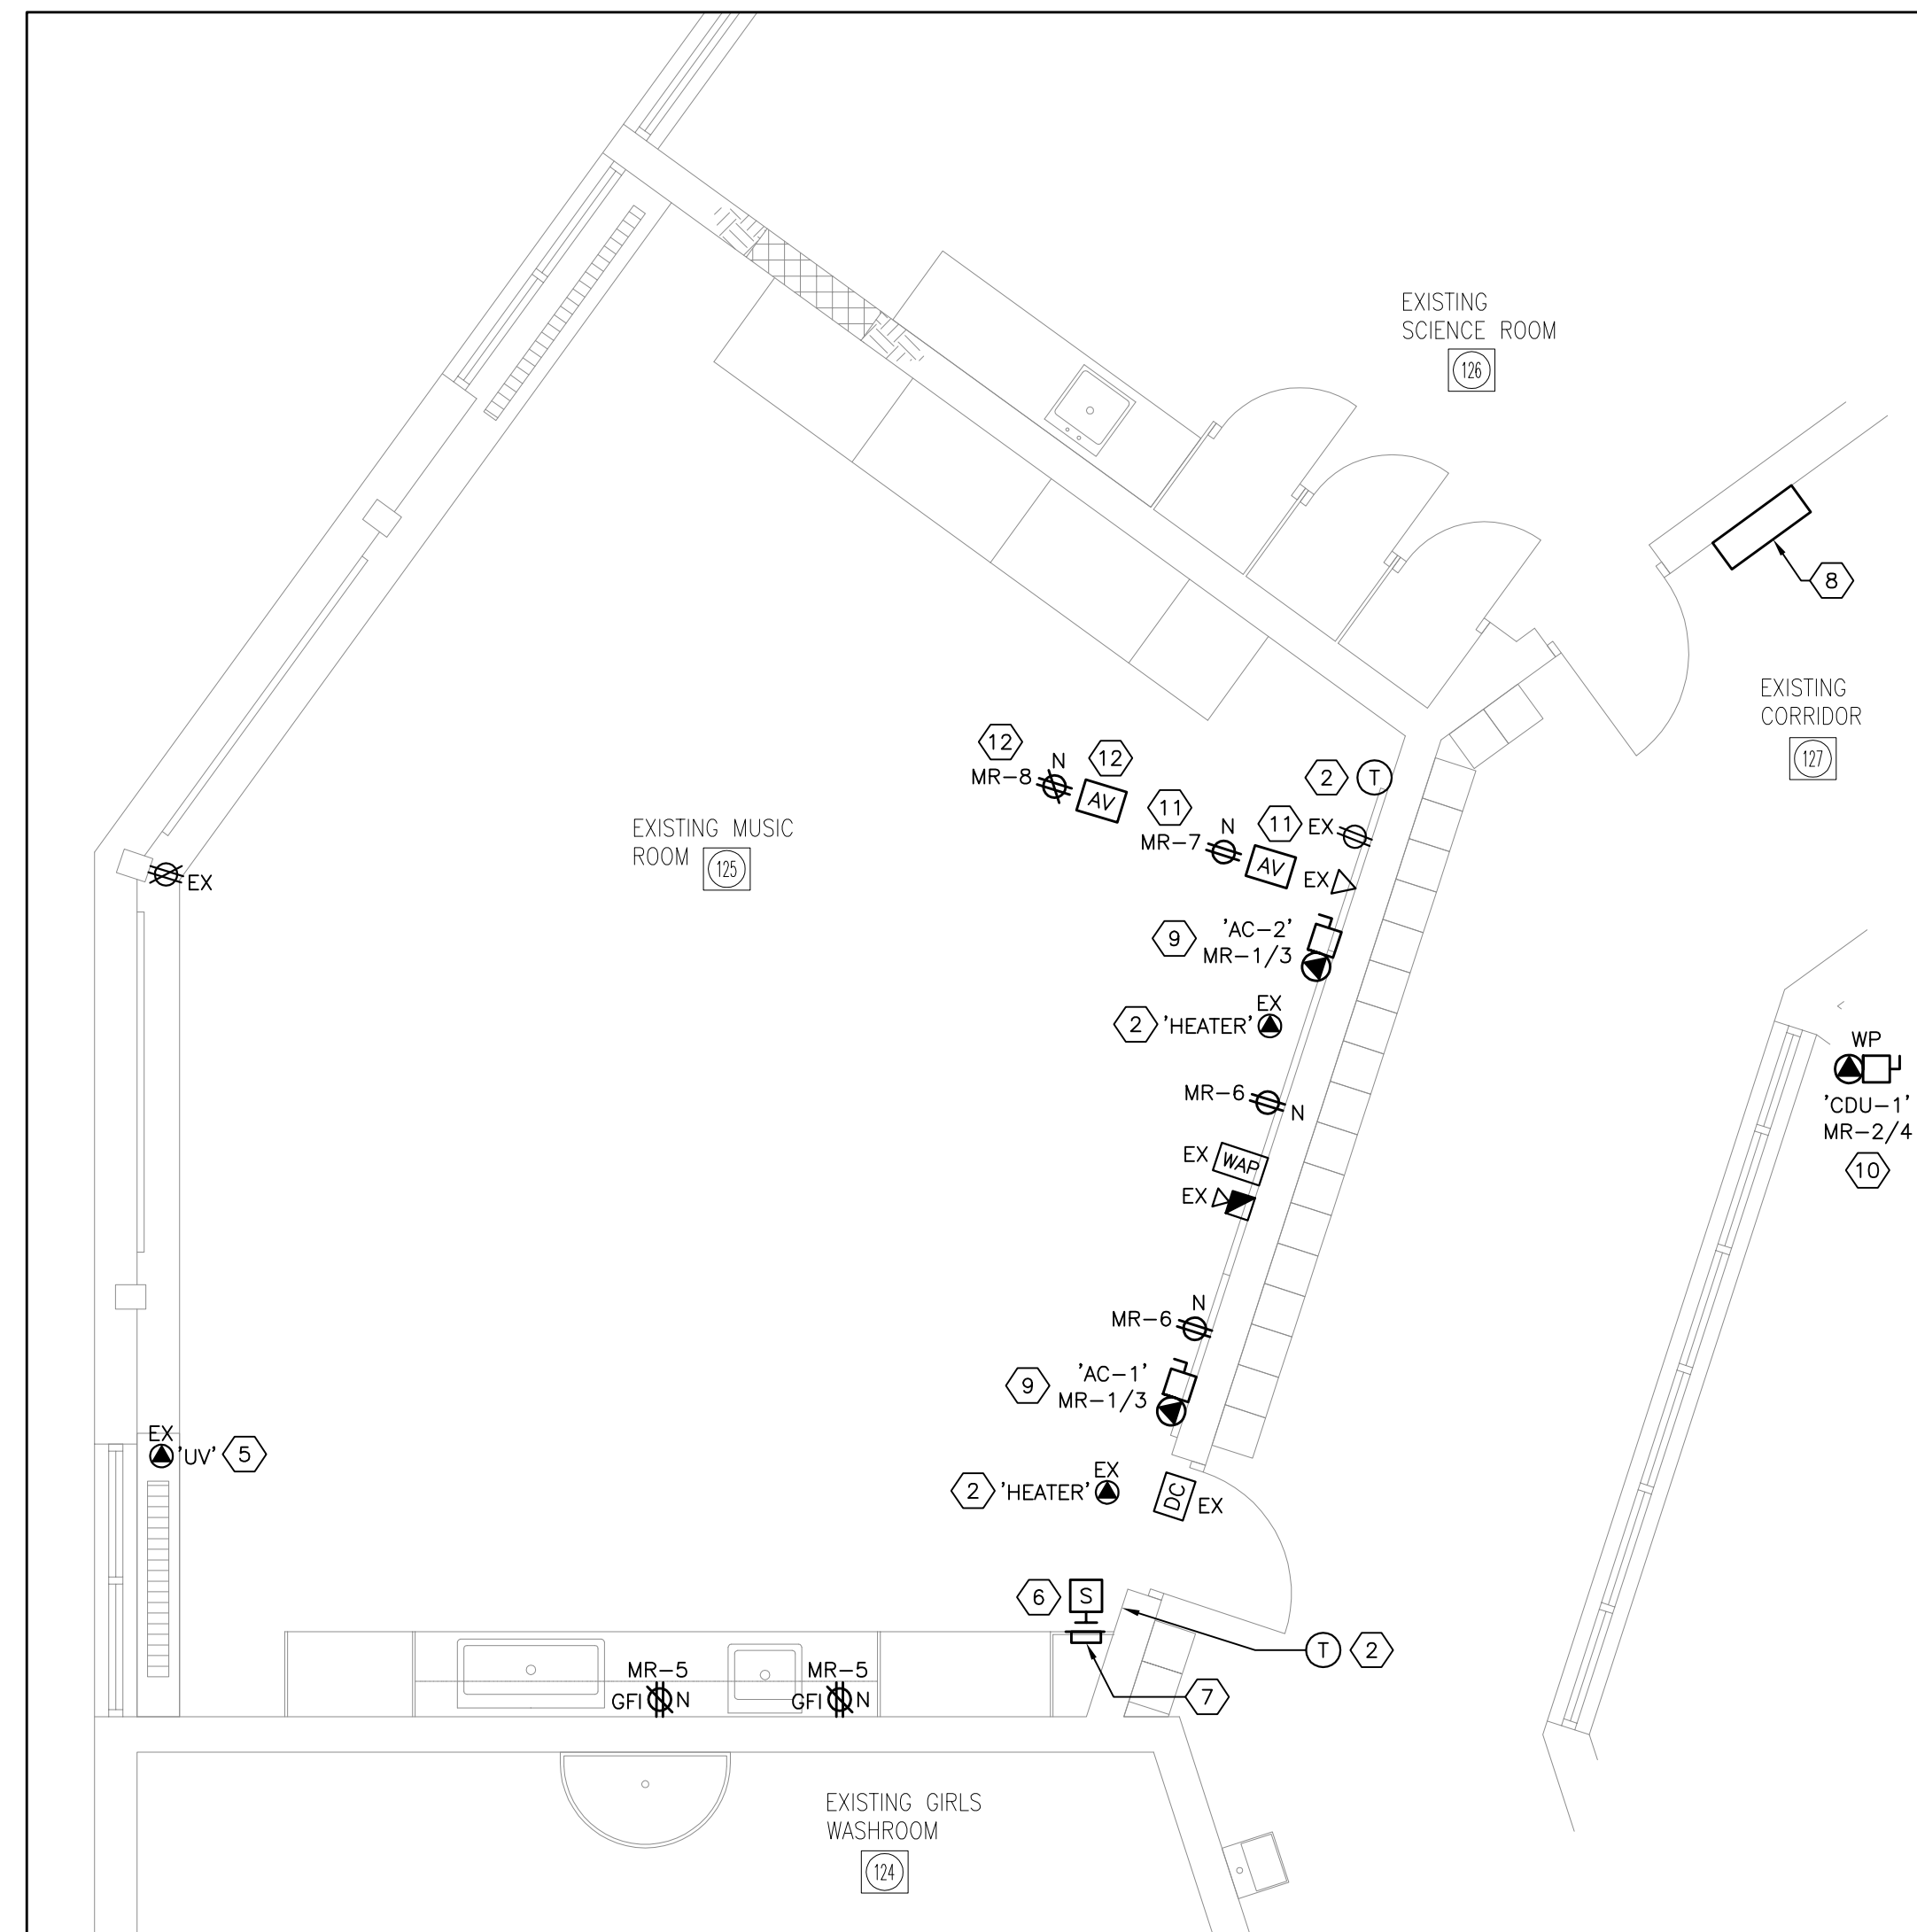 EXISTING
SCIENCE ROOM
126
8
EXISTING
CORRIDOR
127
12
MR-8
N
12
AV
2
T
11
MR-7
N
11
EX
AV
EX
EXISTING MUSIC
ROOM
125
EX
9
'AC-2'
MR-1/3
EX
2
'HEATER'
WP
'CDU-1'
MR-2/4
10
MR-6
N
EX
WAP
EX
N
MR-6
9
'AC-1'
MR-1/3
EX
'UV'
5
EX
2
'HEATER'
DC
EX
6
S
T
2
7
MR-5
GFI
N
MR-5
GFI
N
EXISTING GIRLS
WASHROOM
124